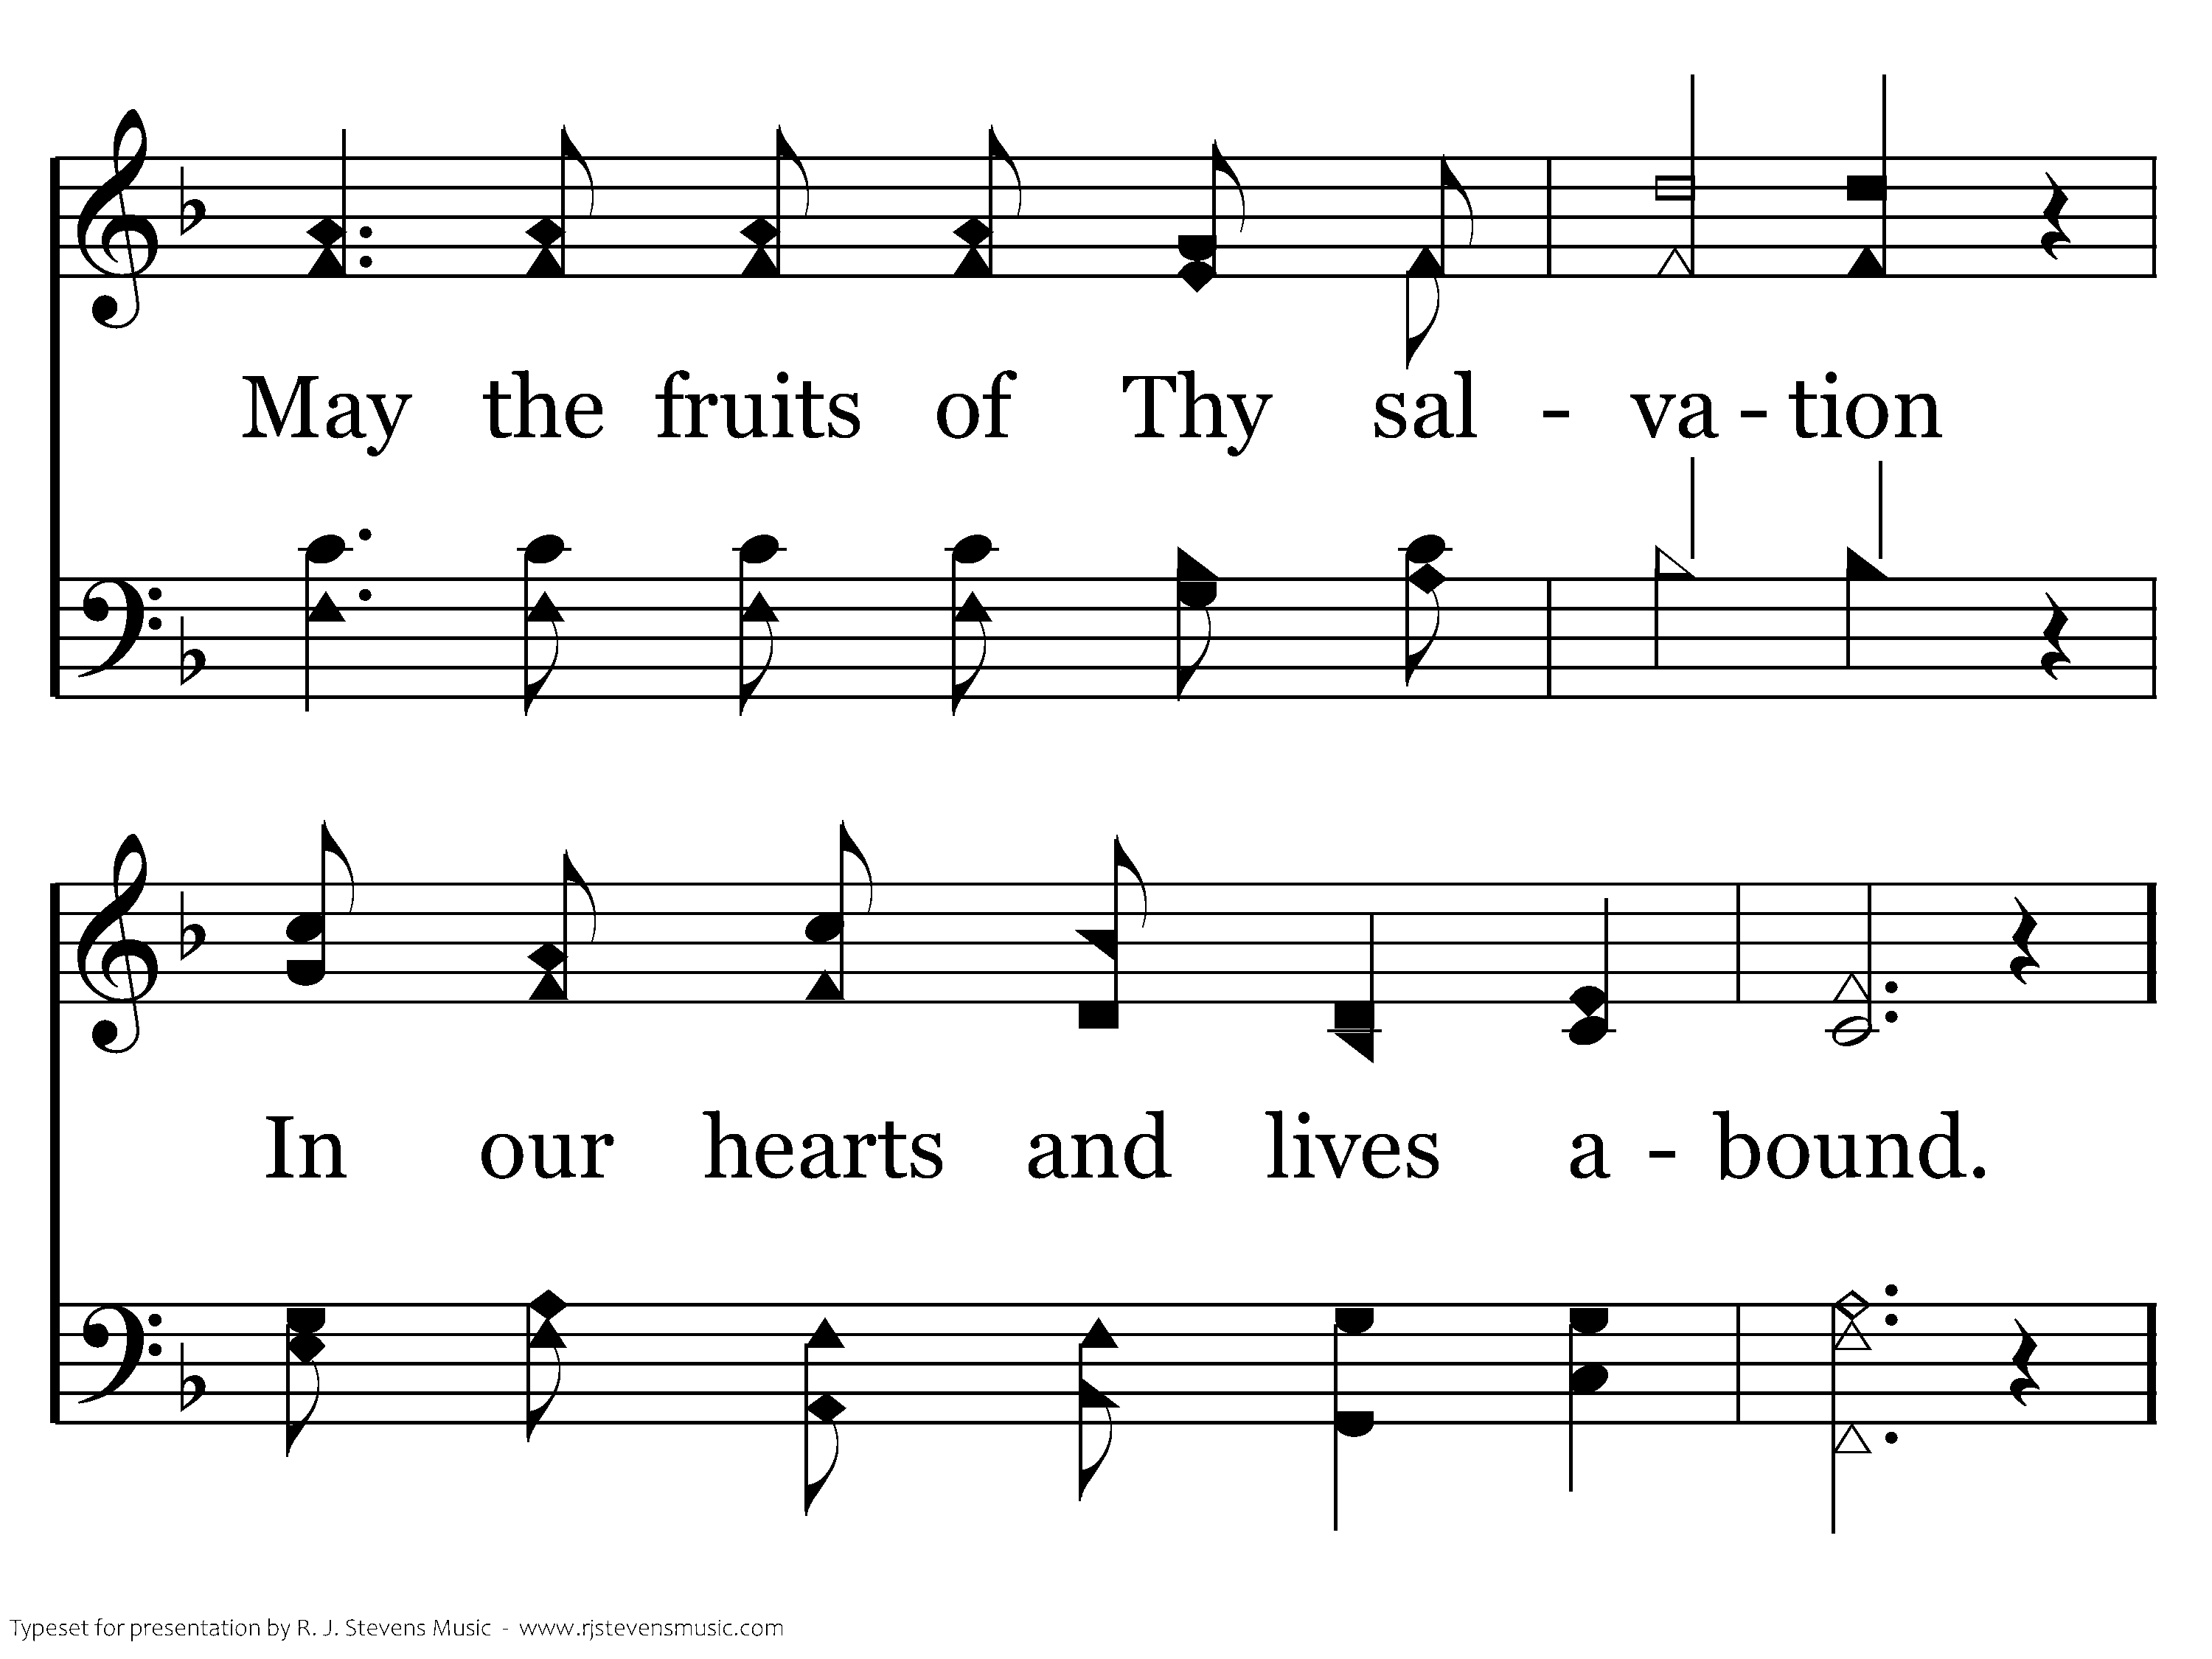 May the fruits of Thy sal - va - tion
In our hearts and lives a - bound.
Typeset for presentation by R. J. Stevens Music - www.rjstevensmusic.com